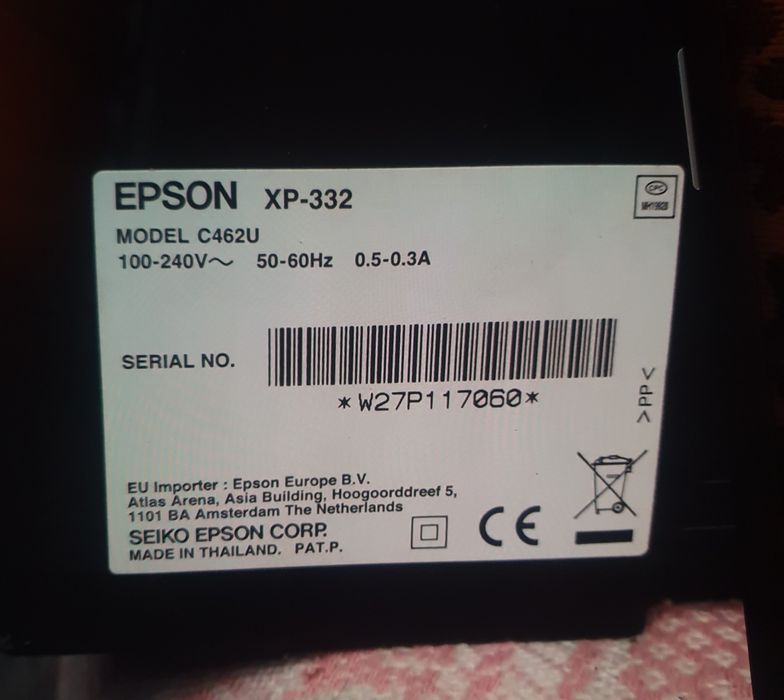 EPSON XP-332
MODEL C462U
100-240V～ 50-60Hz 0.5-0.3A
SERIAL NO.
*W27P117060*
>PP<
EU Importer : Epson Europe B.V.
Atlas Arena, Asia Building, Hoogoorddreef 5,
1101 BA Amsterdam The Netherlands
SEIKO EPSON CORP.
MADE IN THAILAND. PAT.P.
CE